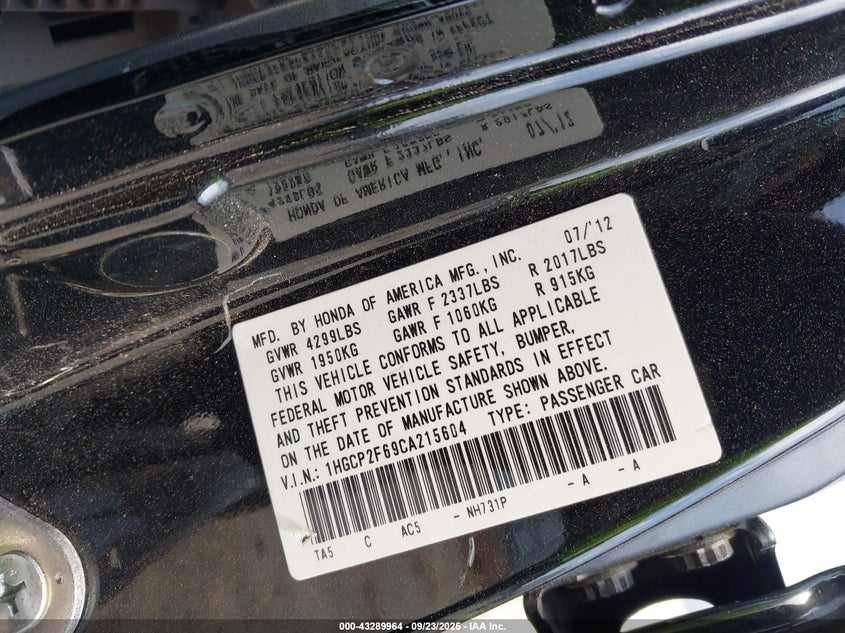 MFD. BY HONDA OF AMERICA MFG., INC. 07/'12
GVWR 4299LBS GAWR F 2337LBS R 2017LBS
GVWR 1950KG GAWR F 1060KG R 915KG
THIS VEHICLE CONFORMS TO ALL APPLICABLE
FEDERAL MOTOR VEHICLE SAFETY, BUMPER,
AND THEFT PREVENTION STANDARDS IN EFFECT
ON THE DATE OF MANUFACTURE SHOWN ABOVE.
V.I.N.: 1HGCP2F69CA215604 TYPE: PASSENGER CAR
TA5 C AC5 - NH731P - A - A
000-43289964 - 09/23/2025 - IAA Inc.